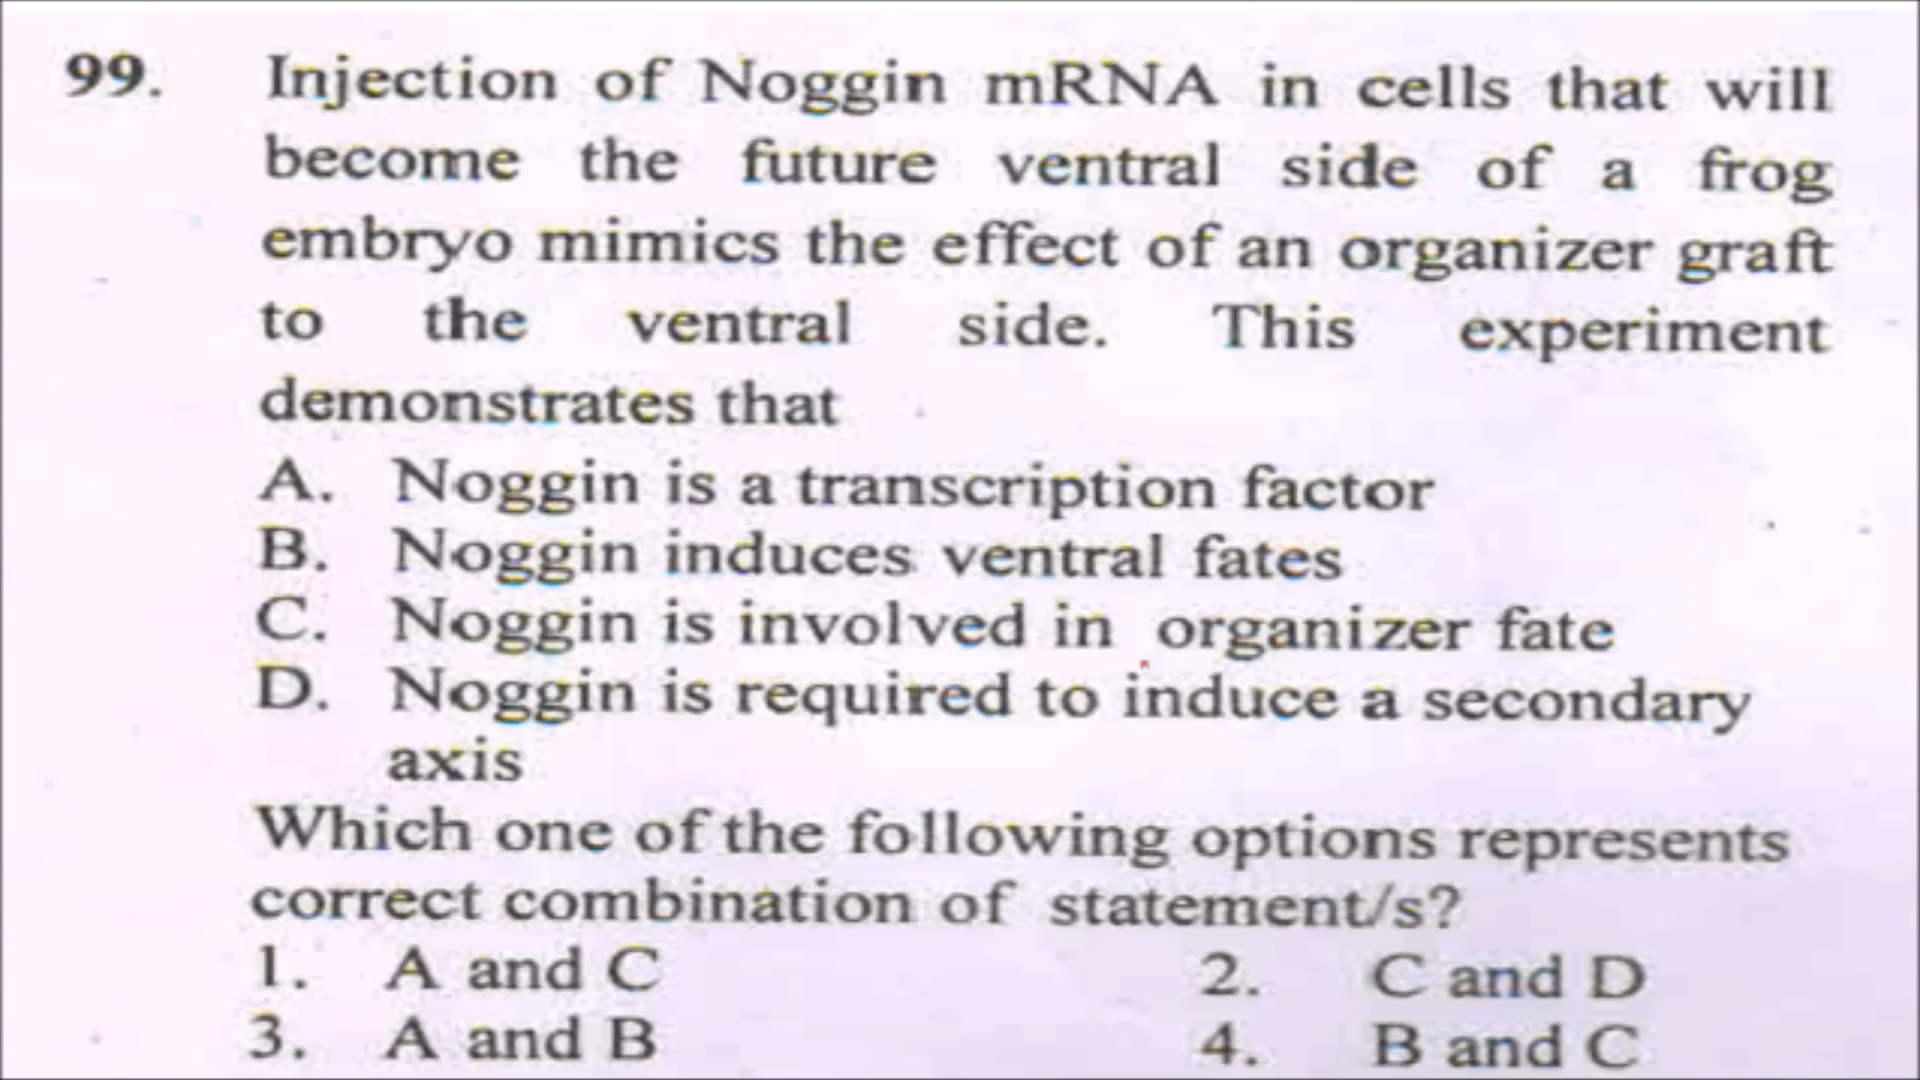 99. Injection of Noggin mRNA in cells that will
become the future ventral side of a frog
embryo mimics the effect of an organizer graft
to the ventral side. This experiment
demonstrates that
A. Noggin is a transcription factor
B. Noggin induces ventral fates
C. Noggin is involved in organizer fate
D. Noggin is required to induce a secondary
axis
Which one of the following options represents
correct combination of statement/s?
1. A and C 2. C and D
3. A and B 4. B and C